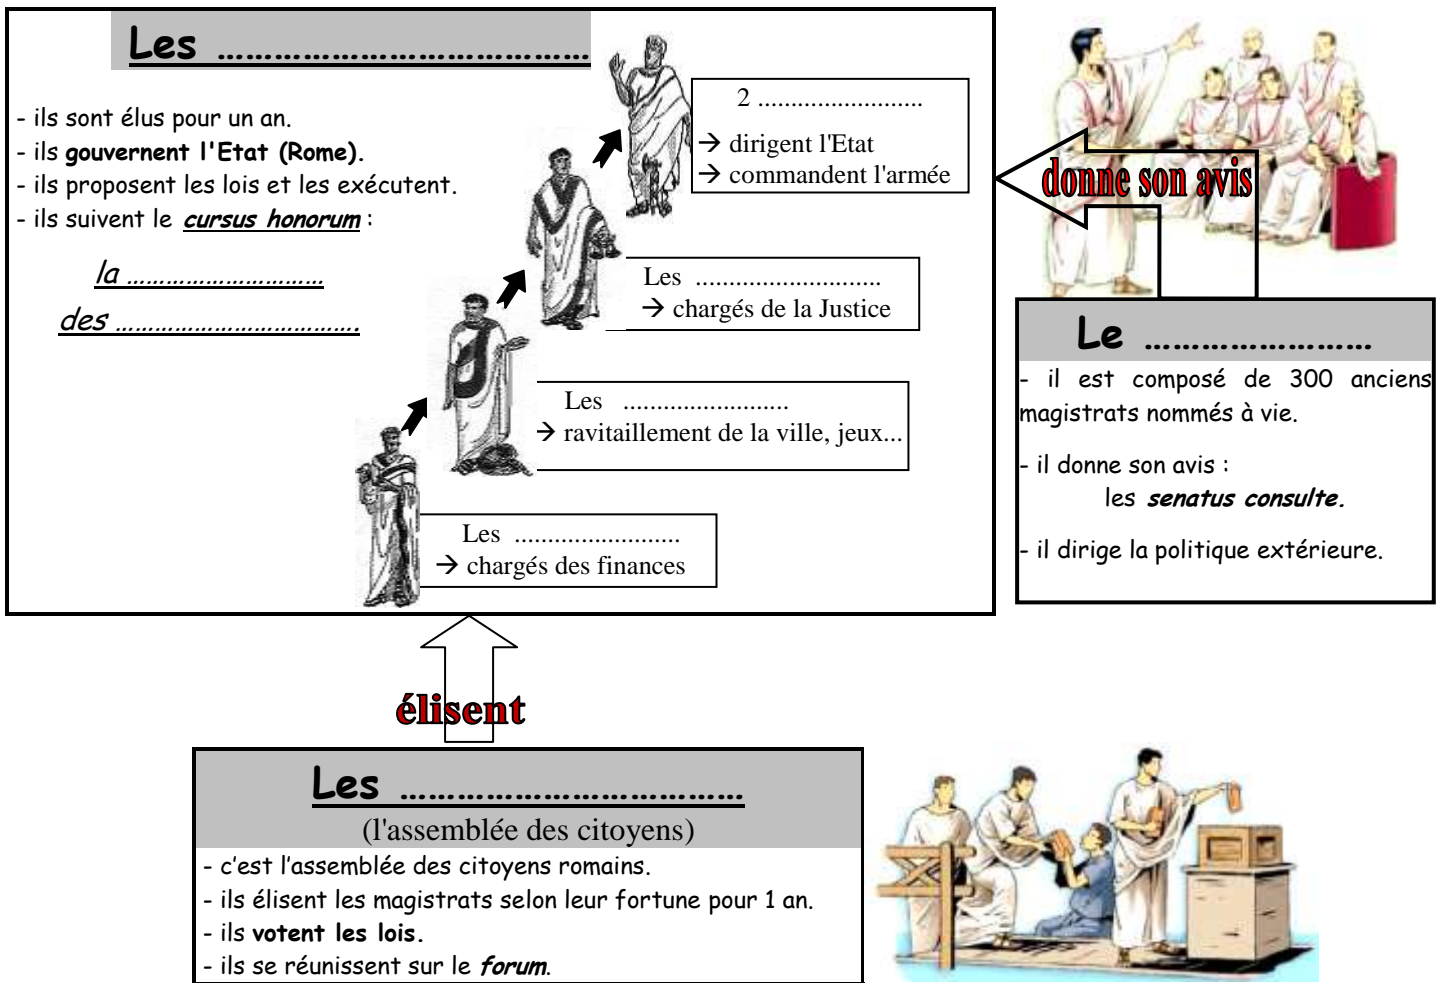 Les ……………………………………
- ils sont élus pour un an.
- ils gouvernent l'Etat (Rome).
- ils proposent les lois et les exécutent.
- ils suivent le cursus honorum :
la …………………………
des ……………………………….
2 .........................
→ dirigent l'Etat
→ commandent l'armée
Les ............................
→ chargés de la Justice
Les .........................
→ ravitaillement de la ville, jeux...
Les .........................
→ chargés des finances
donne son avis
Le ……………………
- il est composé de 300 anciens
magistrats nommés à vie.
- il donne son avis :
les senatus consulte.
- il dirige la politique extérieure.
élisent
Les ………………………………
(l'assemblée des citoyens)
- c'est l'assemblée des citoyens romains.
- ils élisent les magistrats selon leur fortune pour 1 an.
- ils votent les lois.
- ils se réunissent sur le forum.